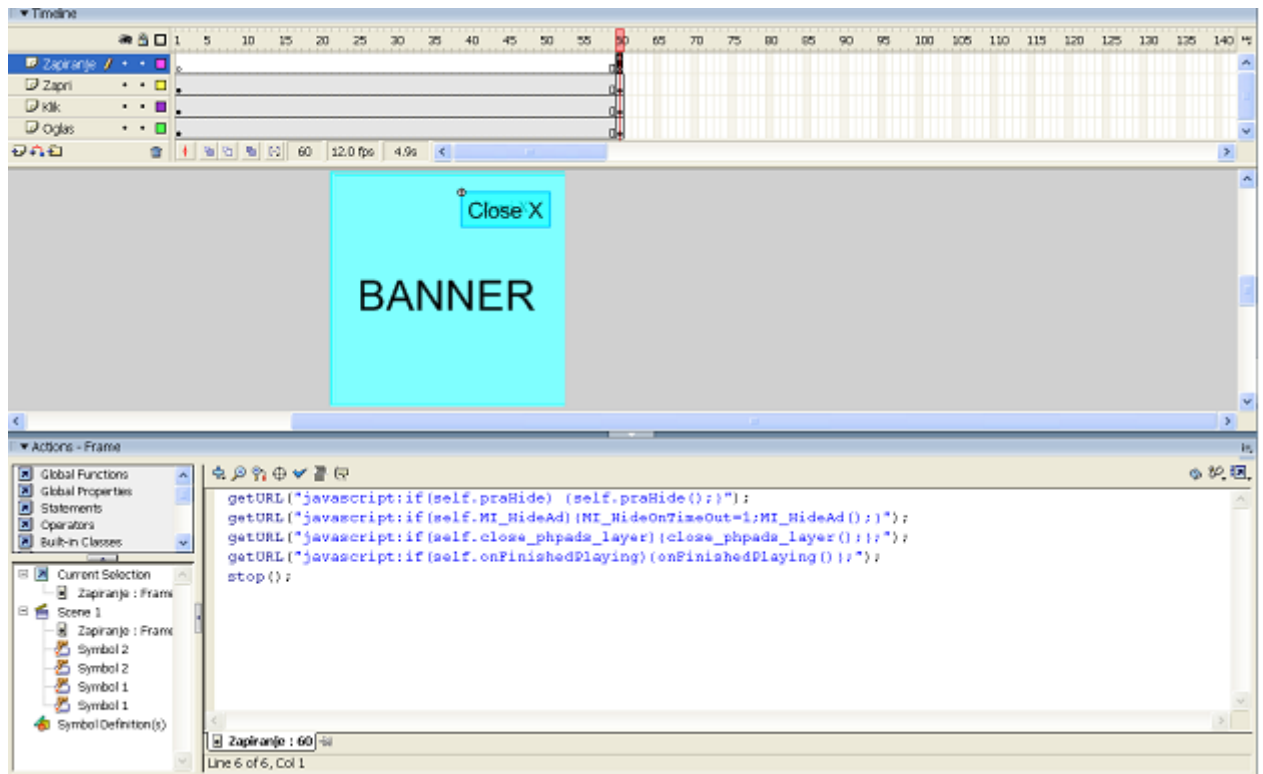 Timeline
1 5 10 15 20 25 30 35 40 45 50 55 60 65 70 75 80 85 90 95 100 105 110 115 120 125 130 135 140
Zapiranje
Zapri
Klik
Oglas
60 12.0 fps 4.9s
Close X
BANNER
Actions - Frame
Global Functions
Global Properties
Statements
Operators
Built-in Classes
Current Selection
Zapiranje : Frame
Scene 1
Zapiranje : Frame
Symbol 2
Symbol 2
Symbol 1
Symbol 1
Symbol Definition(s)
getURL("javascript:if(self.praHide) {self.praHide();}");
getURL("javascript:if(self.MI_HideAd){MI_HideOnTimeOut=1;MI_HideAd();}");
getURL("javascript:if(self.close_phpads_layer){close_phpads_layer();};");
getURL("javascript:if(self.onFinishedPlaying){onFinishedPlaying()};");
stop();
Zapiranje : 60
Line 6 of 6, Col 1